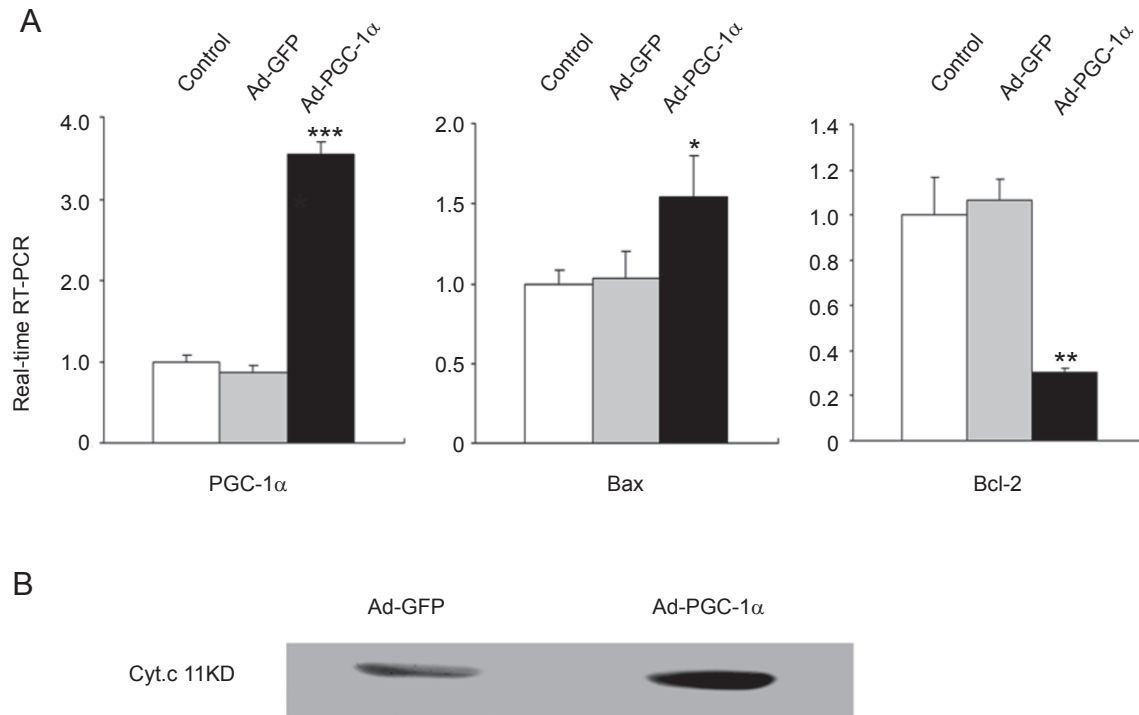 A
Control
Ad-GFP
Ad-PGC-1α
Control
Ad-GFP
Ad-PGC-1α
Control
Ad-GFP
Ad-PGC-1α
Real-time RT-PCR
4.0
3.0
2.0
1.0
0
***
*
PGC-1α
2.0
1.5
1.0
0.5
0
*
Bax
1.4
1.2
1.0
0.8
0.6
0.4
0.2
0
**
Bcl-2
B
Ad-GFP
Ad-PGC-1α
Cyt.c 11KD